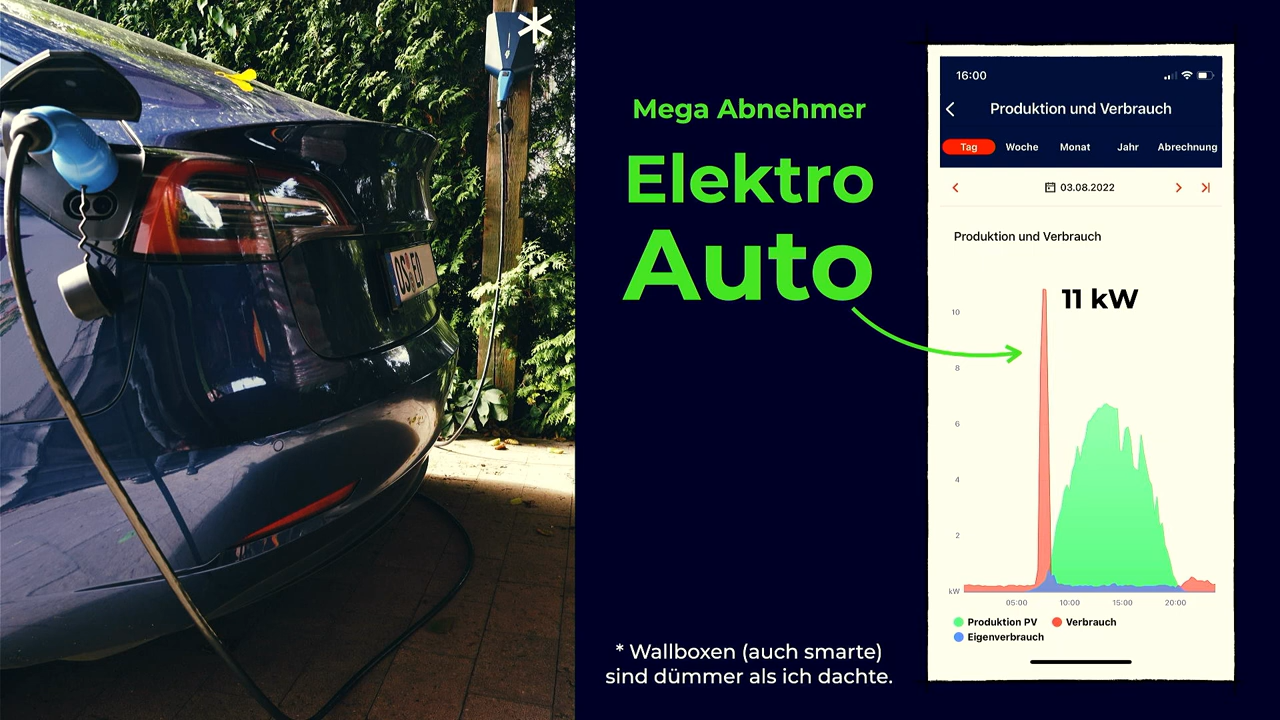 *
OS EV
Mega Abnehmer
Elektro
Auto
* Wallboxen (auch smarte)
sind dümmer als ich dachte.
16:00
Produktion und Verbrauch
Tag Woche Monat Jahr Abrechnung
03.08.2022
Produktion und Verbrauch
11 kW
10
8
6
4
2
kW
05:00 10:00 15:00 20:00
Produktion PV Verbrauch
Eigenverbrauch